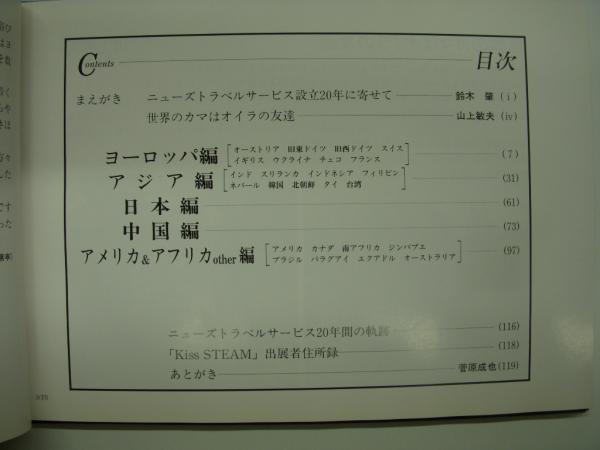 Contents
目次
まえがき ニューズトラベルサービス設立20年に寄せて 鈴木 肇 (i)
世界のカマはオイラの友達 山上敏夫 (iv)
ヨーロッパ編 オーストリア 旧東ドイツ 旧西ドイツ スイス
イギリス ウクライナ チェコ フランス (7)
アジア編 インド スリランカ インドネシア フィリピン
ネパール 韓国 北朝鮮 タイ 台湾 (31)
日本編 (61)
中国編 (73)
アメリカ&アフリカother編 アメリカ カナダ 南アフリカ ジンバブエ
ブラジル パラグアイ エクアドル オーストラリア (97)
ニューズトラベルサービス20年間の軌跡 (116)
「Kiss STEAM」出展者住所録 (118)
あとがき 菅原成也 (119)